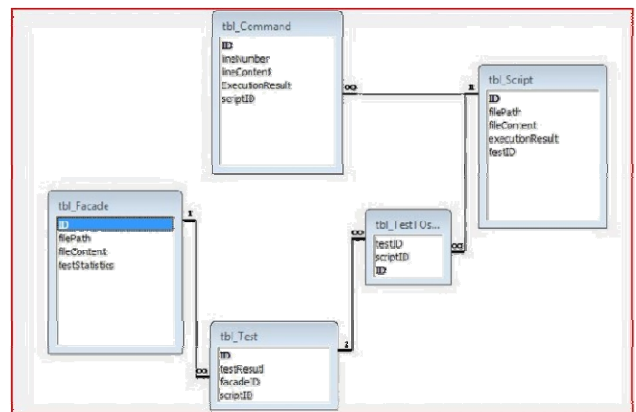 tbl_Command
ID
lineNumber
lineContent
ExecutionResult
scriptID
∞
1
tbl_Script
ID
filePath
fileContent
executionResult
testID
tbl_Facade
ID
filePath
fileContent
testStatistics
1
∞
tbl_TestTOs...
testID
scriptID
ID
∞
∞
tbl_Test
ID
testResult
facadeID
scriptID
1